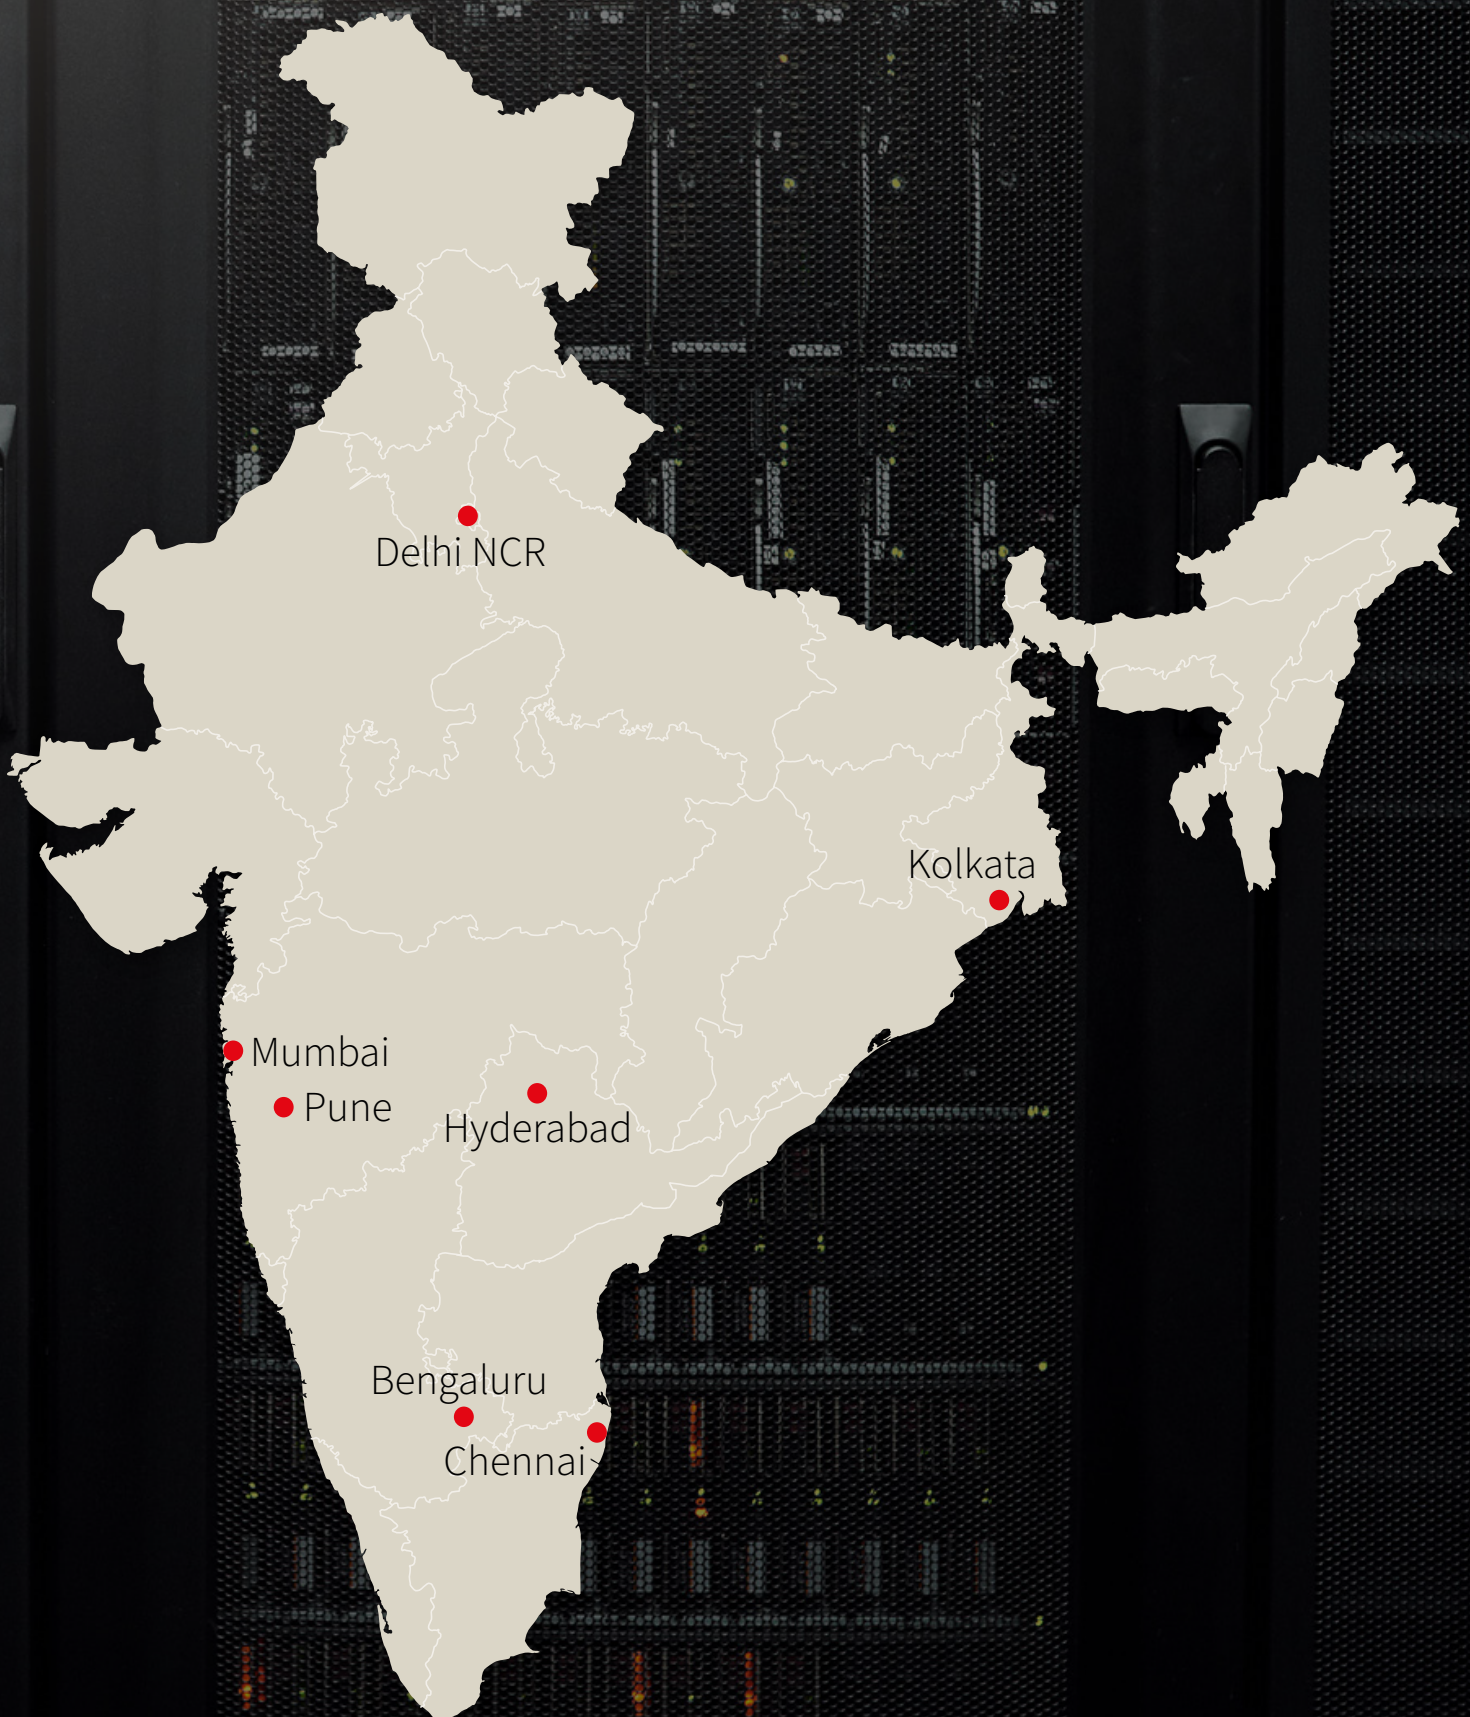 Delhi NCR
Kolkata
Mumbai
Pune
Hyderabad
Bengaluru
Chennai